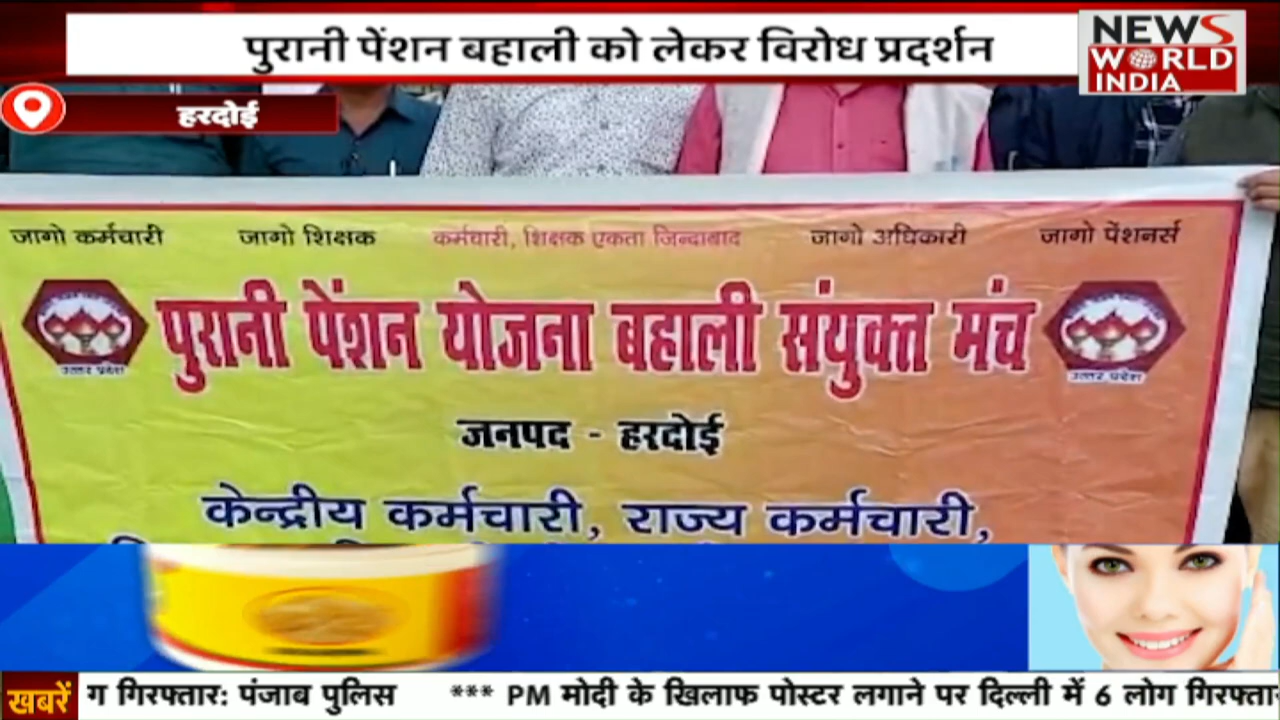 पुरानी पेंशन बहाली को लेकर विरोध प्रदर्शन
NEWS
WORLD
INDIA
हरदोई
जागो कर्मचारी जागो शिक्षक कर्मचारी, शिक्षक एकता जिन्दाबाद जागो अधिकारी जागो पेंशनर्स
पुरानी पेंशन योजना बहाली संयुक्त मंच
उत्तर प्रदेश उत्तर प्रदेश
जनपद - हरदोई
केन्द्रीय कर्मचारी, राज्य कर्मचारी,
खबरें ग गिरफ्तार: पंजाब पुलिस *** PM मोदी के खिलाफ पोस्टर लगाने पर दिल्ली में 6 लोग गिरफ्तार